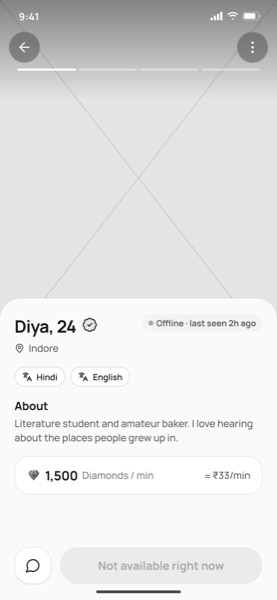 9:41
Diya, 24
Offline · last seen 2h ago
Indore
Hindi
English
About
Literature student and amateur baker. I love hearing
about the places people grew up in.
1,500 Diamonds / min
≈ ₹33/min
Not available right now